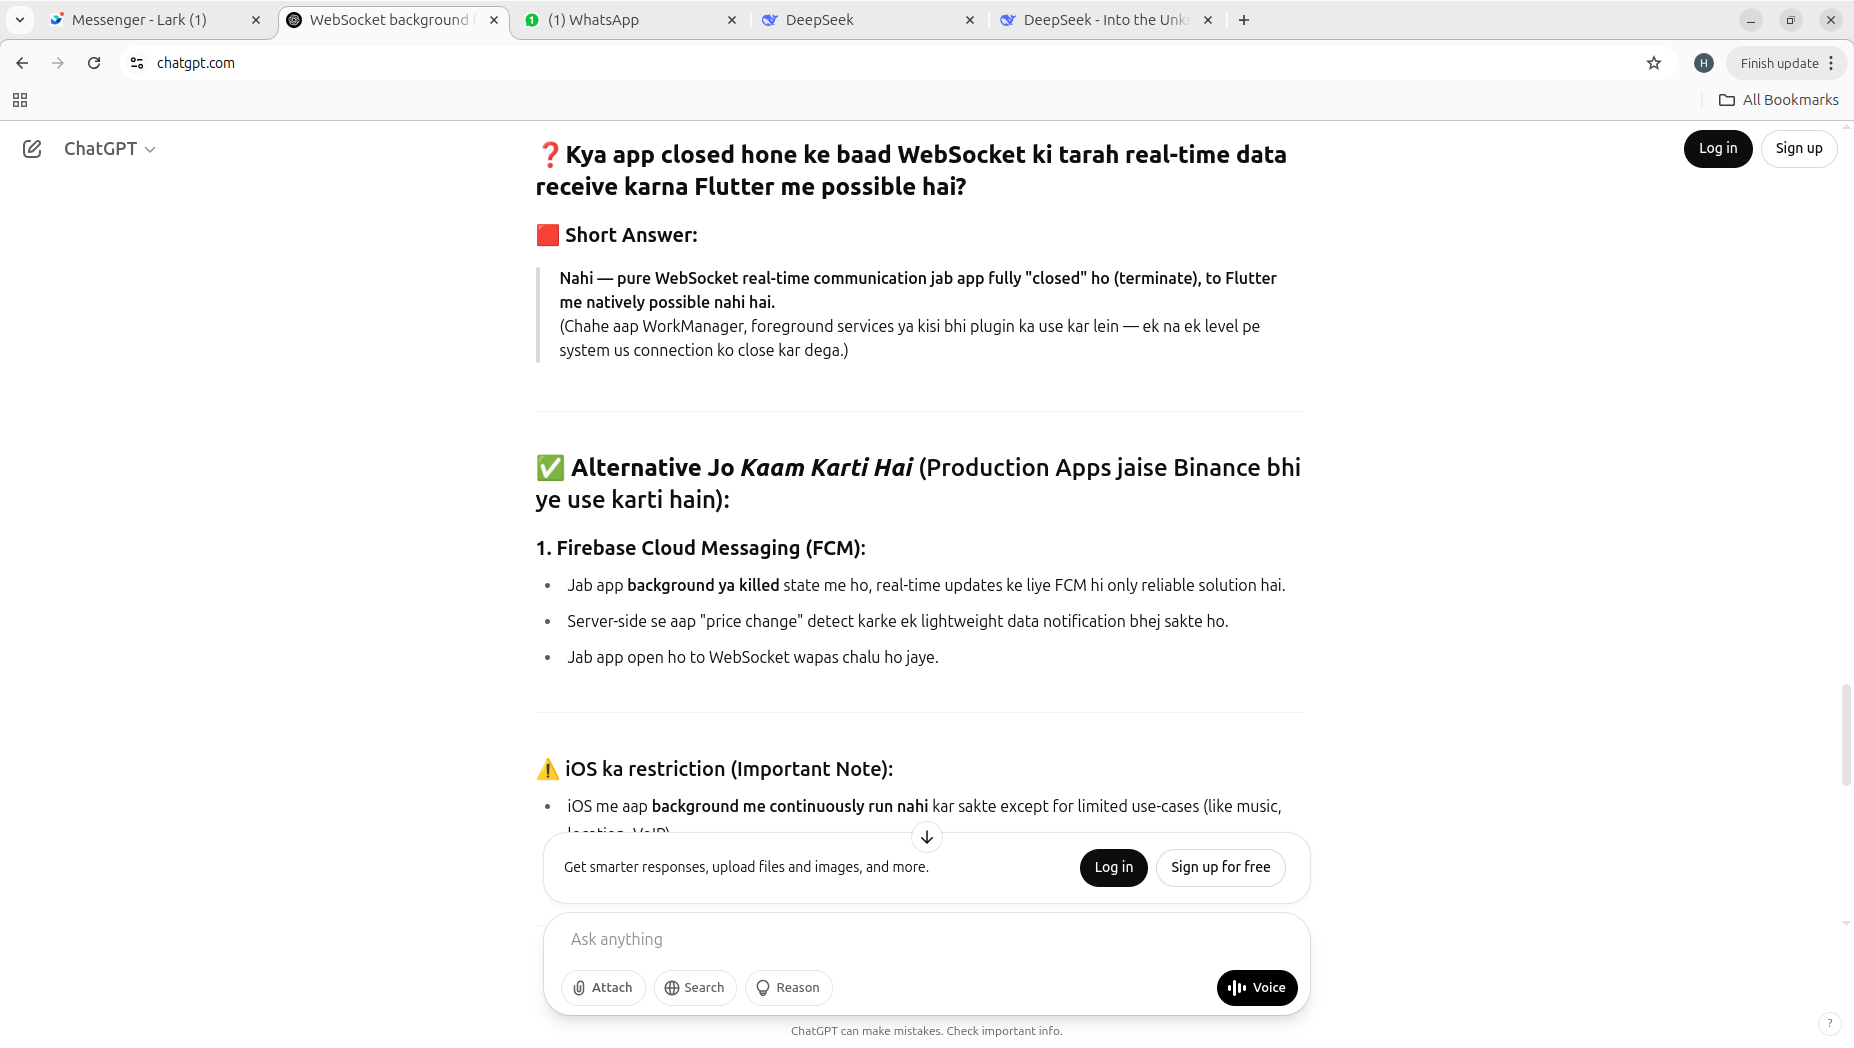 Messenger - Lark (1)
WebSocket background f
(1) WhatsApp
DeepSeek
DeepSeek - Into the Unkn
chatgpt.com
H
Finish update
All Bookmarks
ChatGPT
Log in
Sign up
❓Kya app closed hone ke baad WebSocket ki tarah real-time data
receive karna Flutter me possible hai?
🟥 Short Answer:
Nahi — pure WebSocket real-time communication jab app fully "closed" ho (terminate), to Flutter
me natively possible nahi hai.
(Chahe aap WorkManager, foreground services ya kisi bhi plugin ka use kar lein — ek na ek level pe
system us connection ko close kar dega.)
✅ Alternative Jo Kaam Karti Hai (Production Apps jaise Binance bhi
ye use karti hain):
1. Firebase Cloud Messaging (FCM):
• Jab app background ya killed state me ho, real-time updates ke liye FCM hi only reliable solution hai.
• Server-side se aap "price change" detect karke ek lightweight data notification bhej sakte ho.
• Jab app open ho to WebSocket wapas chalu ho jaye.
⚠️ iOS ka restriction (Important Note):
• iOS me aap background me continuously run nahi kar sakte except for limited use-cases (like music,
location, VoIP)
Get smarter responses, upload files and images, and more.
Log in
Sign up for free
Ask anything
Attach
Search
Reason
Voice
ChatGPT can make mistakes. Check important info.
?